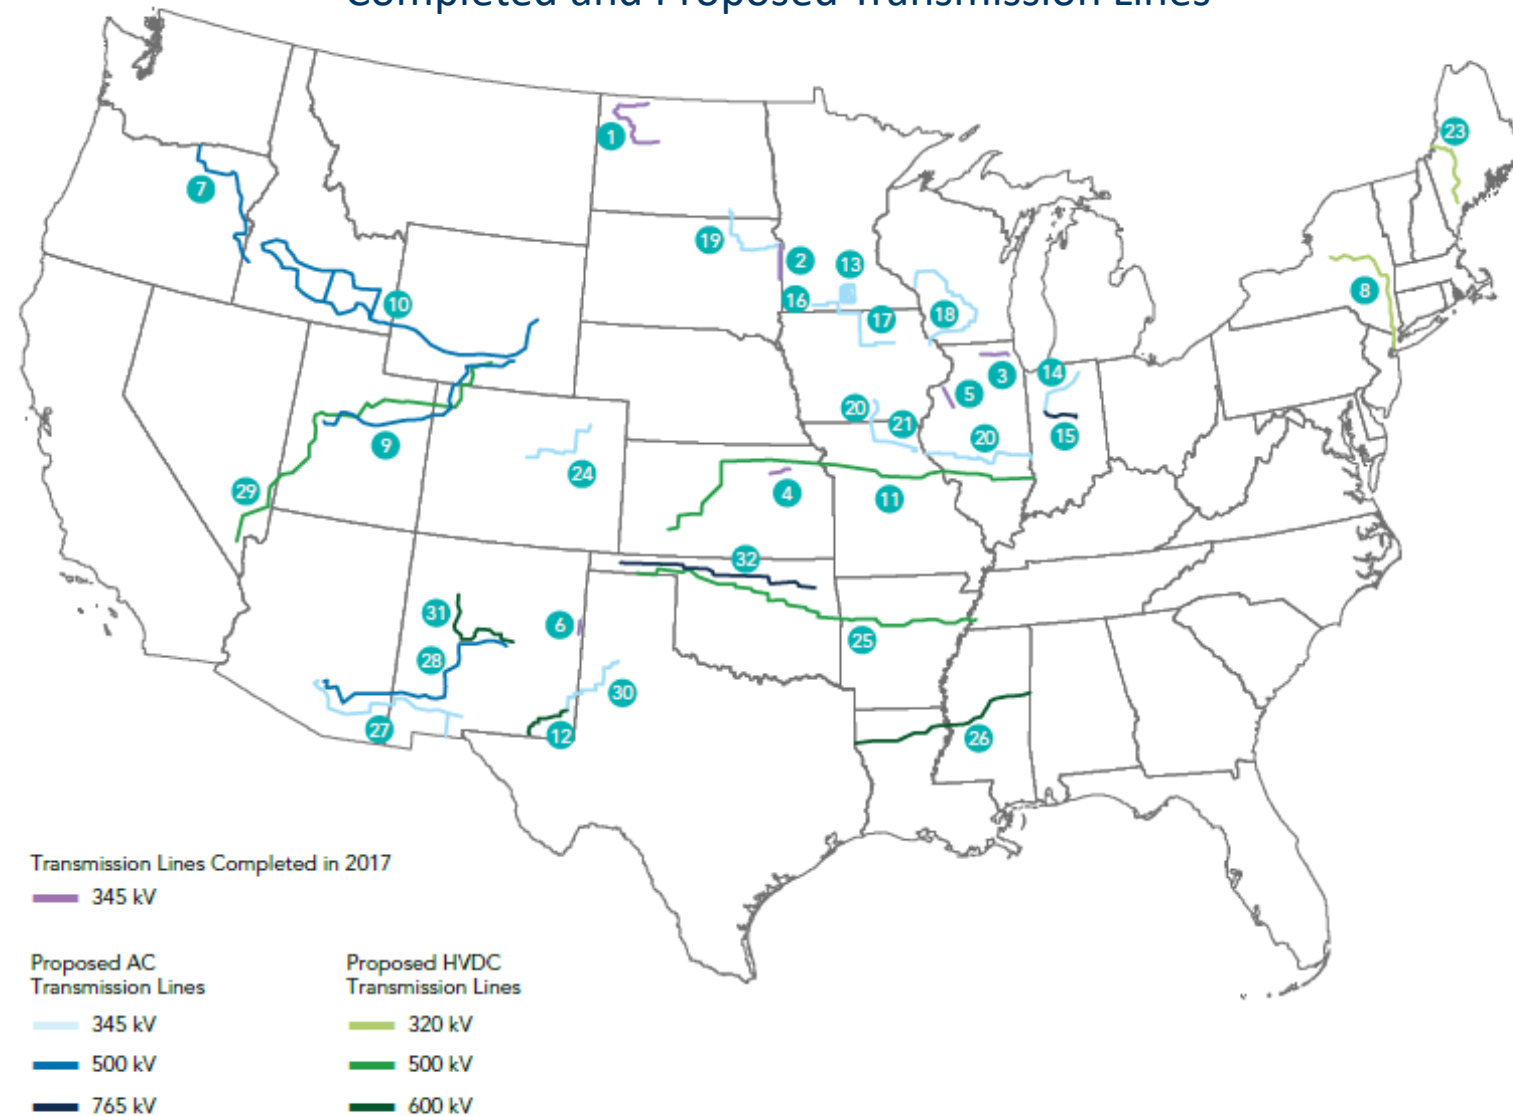 Completed and Proposed Transmission Lines
23
1
7
19
2
13
16
10
17
18
8
3
14
5
20
21
20
15
9
24
29
4
11
32
31
6
25
28
30
27
12
26
Transmission Lines Completed in 2017
345 kV
Proposed AC
Transmission Lines
345 kV
500 kV
765 kV
Proposed HVDC
Transmission Lines
320 kV
500 kV
600 kV